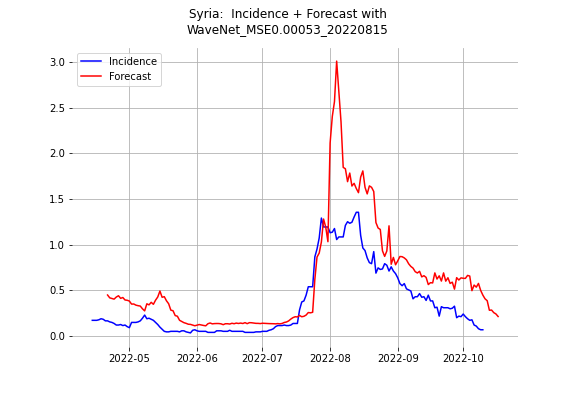 Syria:  Incidence + Forecast with
WaveNet_MSE0.00053_20220815
Incidence
Forecast
3.0
2.5
2.0
1.5
1.0
0.5
0.0
2022-05 2022-06 2022-07 2022-08 2022-09 2022-10